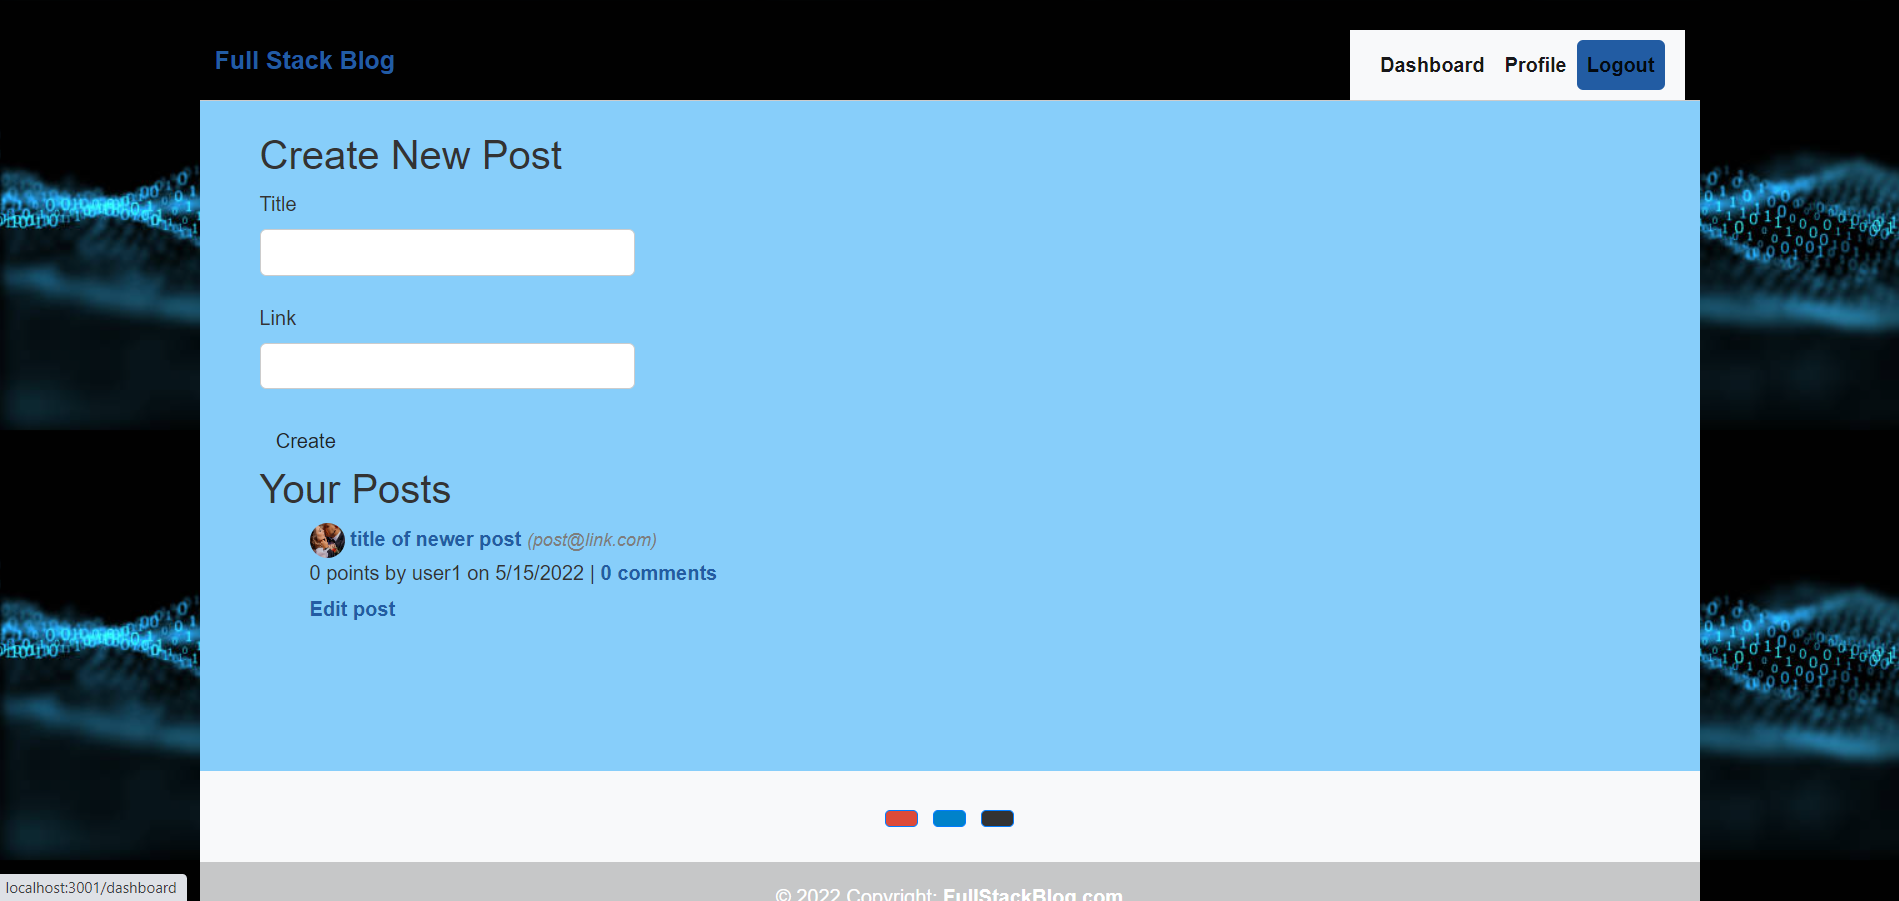 Full Stack Blog
Dashboard Profile Logout
Create New Post
Title
Link
Create
Your Posts
title of newer post (post@link.com)
0 points by user1 on 5/15/2022 | 0 comments
Edit post
localhost:3001/dashboard
© 2022 Copyright: FullStackBlog.com